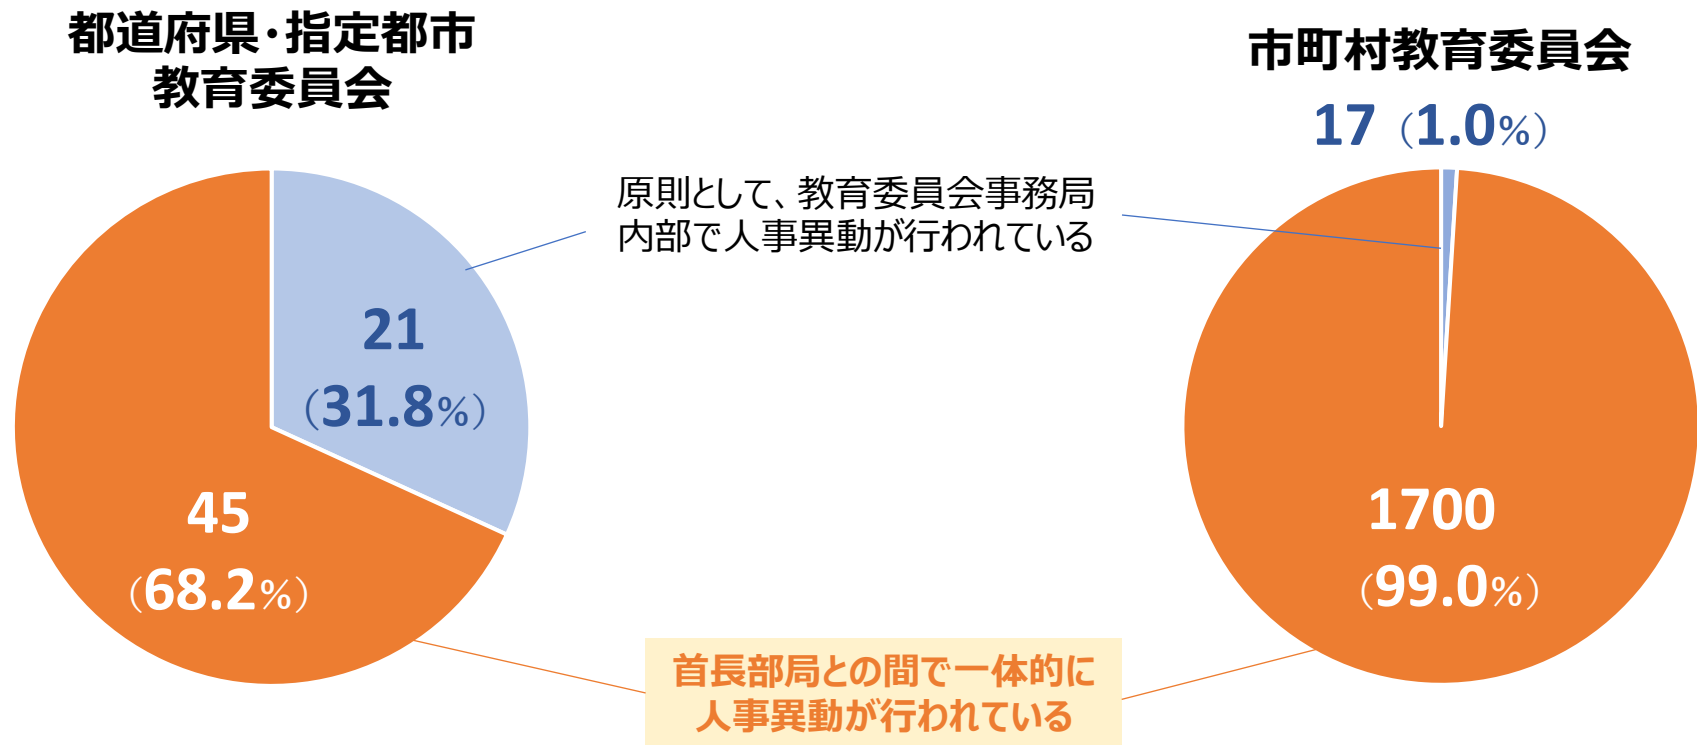 都道府県・指定都市
教育委員会
21
（31.8%）
45
（68.2%）
原則として、教育委員会事務局
内部で人事異動が行われている
首長部局との間で一体的に
人事異動が行われている
市町村教育委員会
17（1.0%）
1700
（99.0%）